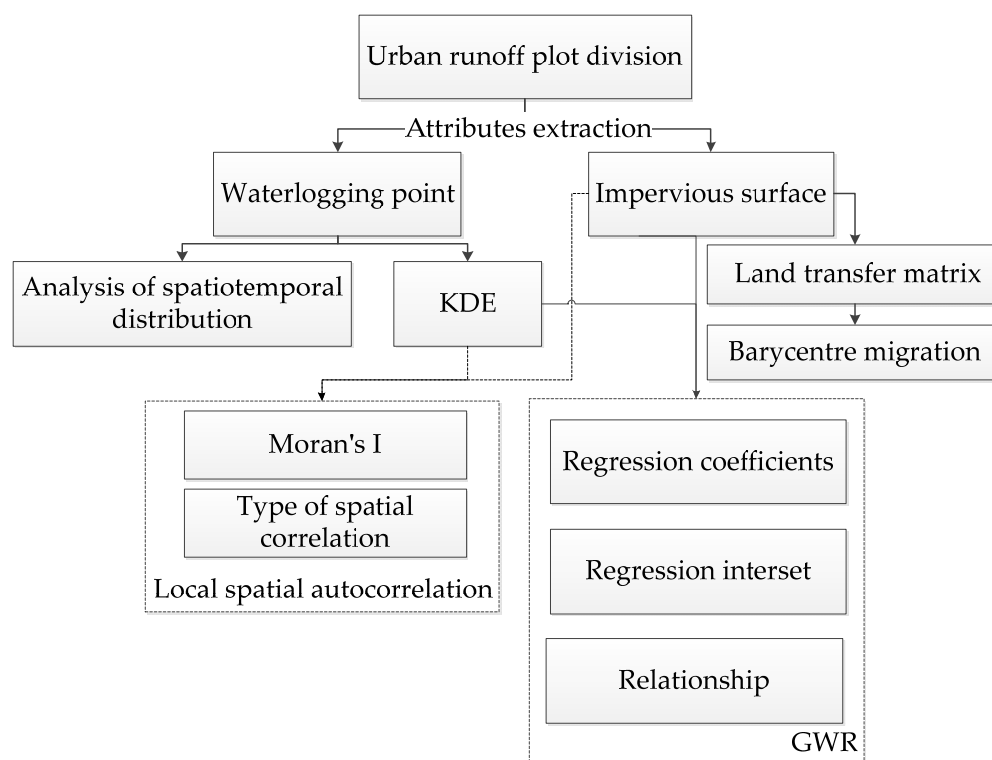 Urban runoff plot division
Attributes extraction
Waterlogging point
Impervious surface
Analysis of spatiotemporal
distribution
KDE
Land transfer matrix
Barycentre migration
Moran's I
Type of spatial
correlation
Local spatial autocorrelation
Regression coefficients
Regression interset
Relationship
GWR